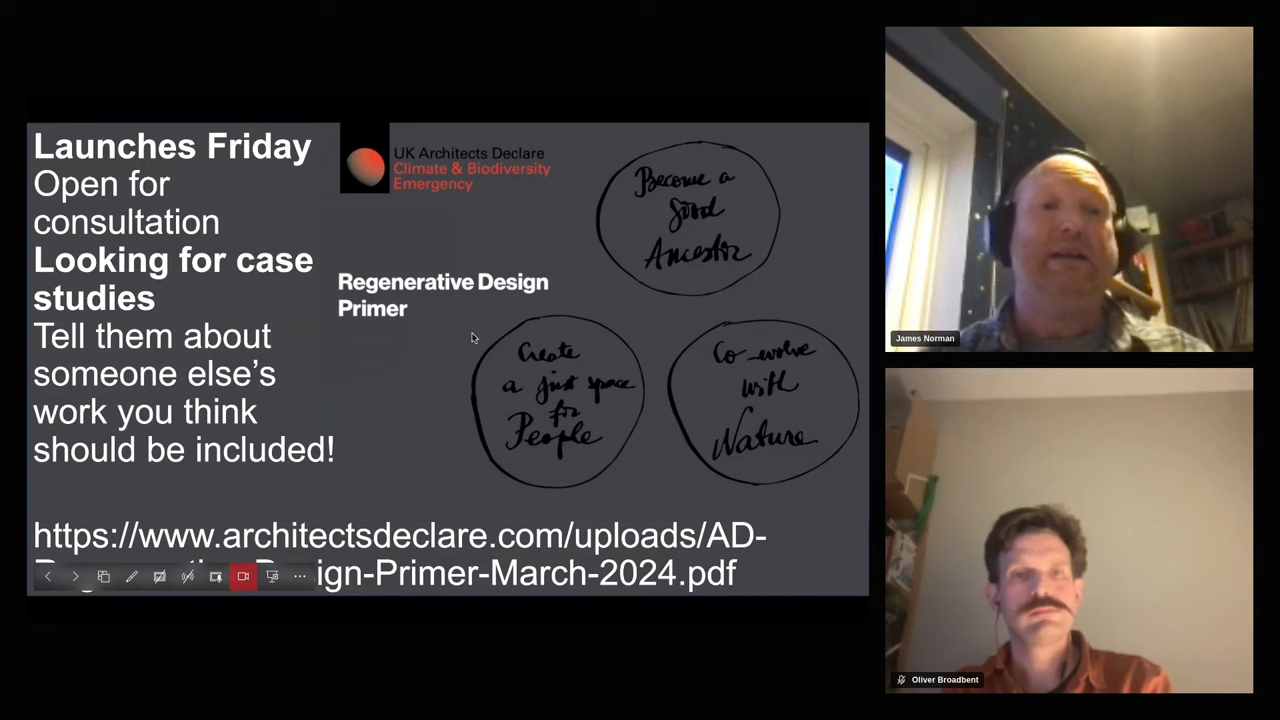 Launches Friday
Open for
consultation
Looking for case
studies
Tell them about
someone else's
work you think
should be included!
https://www.architectsdeclare.com/uploads/AD-
ign-Primer-March-2024.pdf
UK Architects Declare
Climate & Biodiversity
Emergency
Regenerative Design
Primer
Become a
good
Ancestor
Create
a just space
for
People
Co-evolve
with
Nature
James Norman
Oliver Broadbent